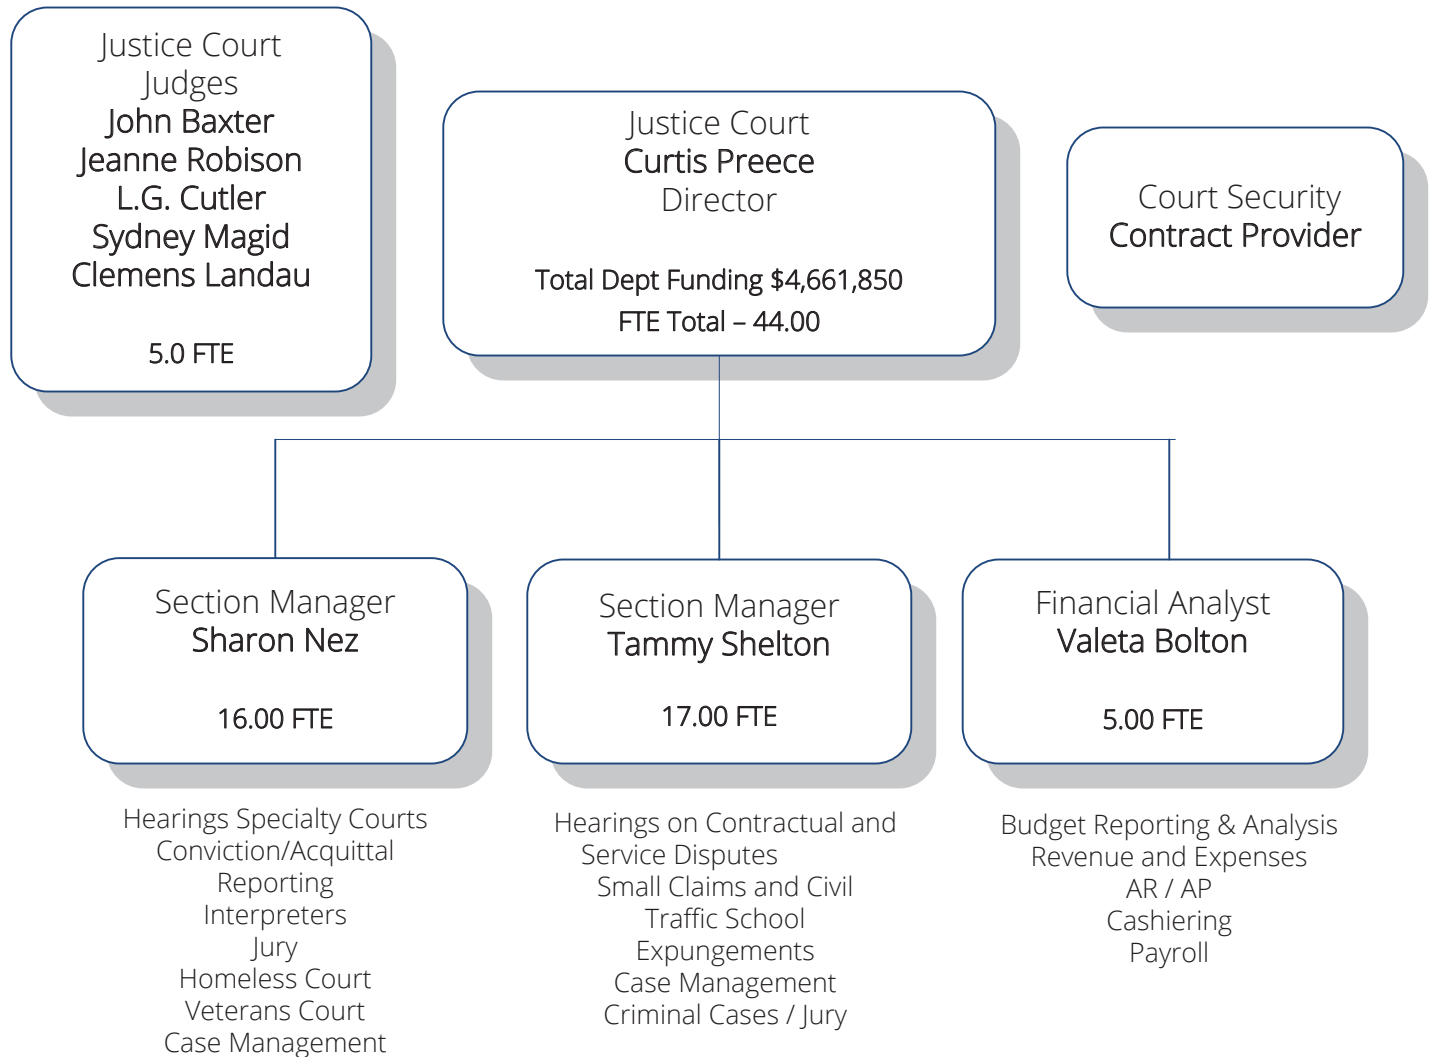 Justice Court
Judges
John Baxter
Jeanne Robison
L.G. Cutler
Sydney Magid
Clemens Landau
5.0 FTE
Justice Court
Curtis Preece
Director
Total Dept Funding $4,661,850
FTE Total – 44.00
Court Security
Contract Provider
Section Manager
Sharon Nez
16.00 FTE
Hearings Specialty Courts
Conviction/Acquittal
Reporting
Interpreters
Jury
Homeless Court
Veterans Court
Case Management
Section Manager
Tammy Shelton
17.00 FTE
Hearings on Contractual and
Service Disputes
Small Claims and Civil
Traffic School
Expungements
Case Management
Criminal Cases / Jury
Financial Analyst
Valeta Bolton
5.00 FTE
Budget Reporting & Analysis
Revenue and Expenses
AR / AP
Cashiering
Payroll